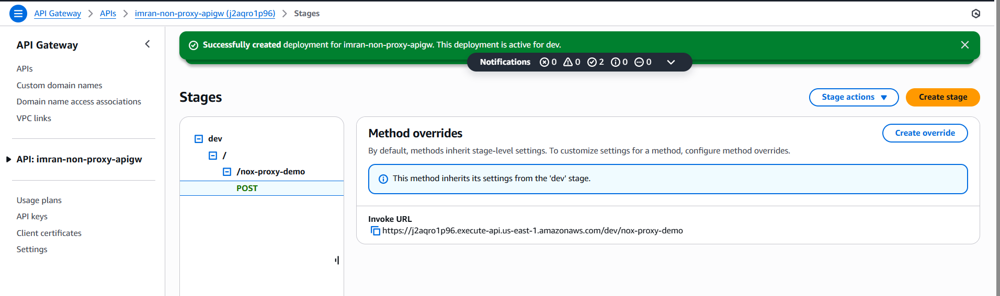 API Gateway > APIs > imran-non-proxy-apigw (j2aqro1p96) > Stages
API Gateway
APIs
Custom domain names
Domain name access associations
VPC links
API: imran-non-proxy-apigw
Usage plans
API keys
Client certificates
Settings
Successfully created deployment for imran-non-proxy-apigw. This deployment is active for dev.
Notifications 0 0 2 0 0
Stages
Stage actions
Create stage
dev
/
/nox-proxy-demo
POST
Method overrides
Create override
By default, methods inherit stage-level settings. To customize settings for a method, configure method overrides.
This method inherits its settings from the 'dev' stage.
Invoke URL
https://j2aqro1p96.execute-api.us-east-1.amazonaws.com/dev/nox-proxy-demo